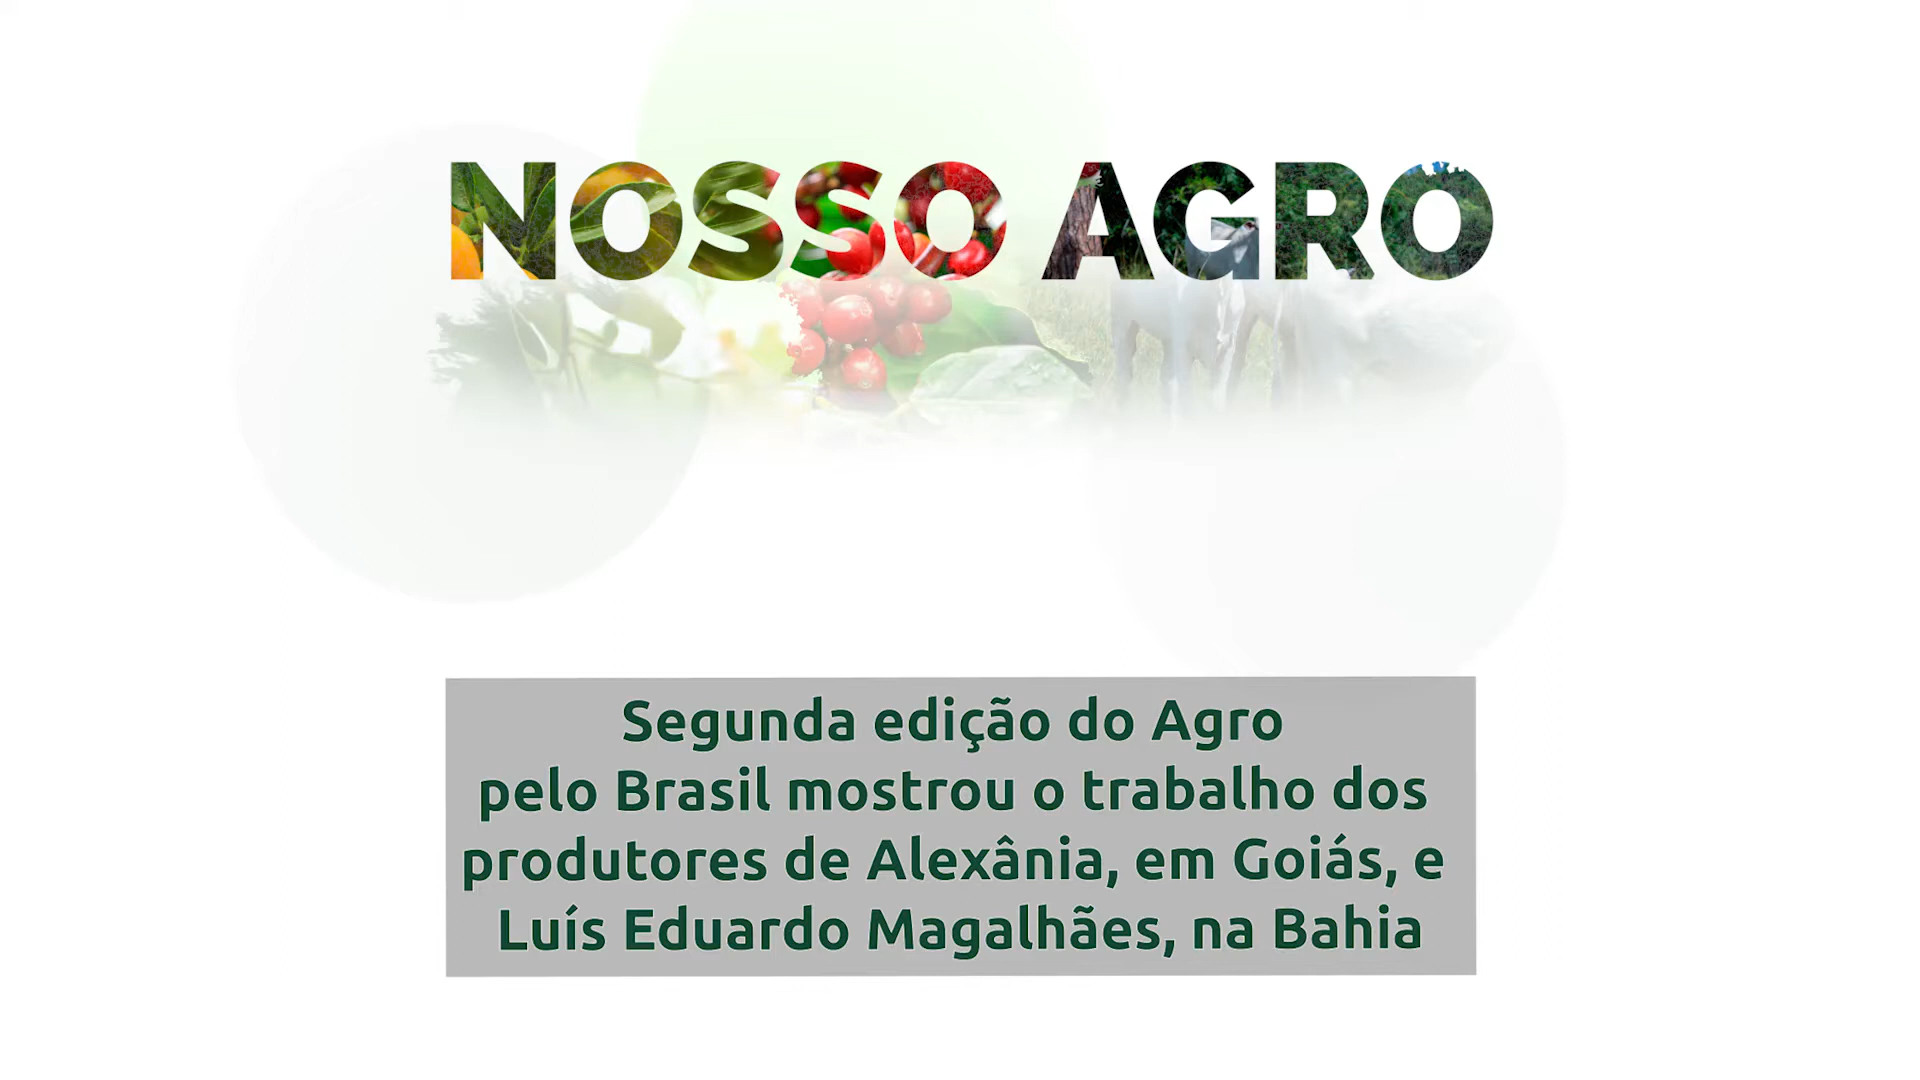 NOSSO AGRO
Segunda edição do Agro
pelo Brasil mostrou o trabalho dos
produtores de Alexânia, em Goiás, e
Luís Eduardo Magalhães, na Bahia